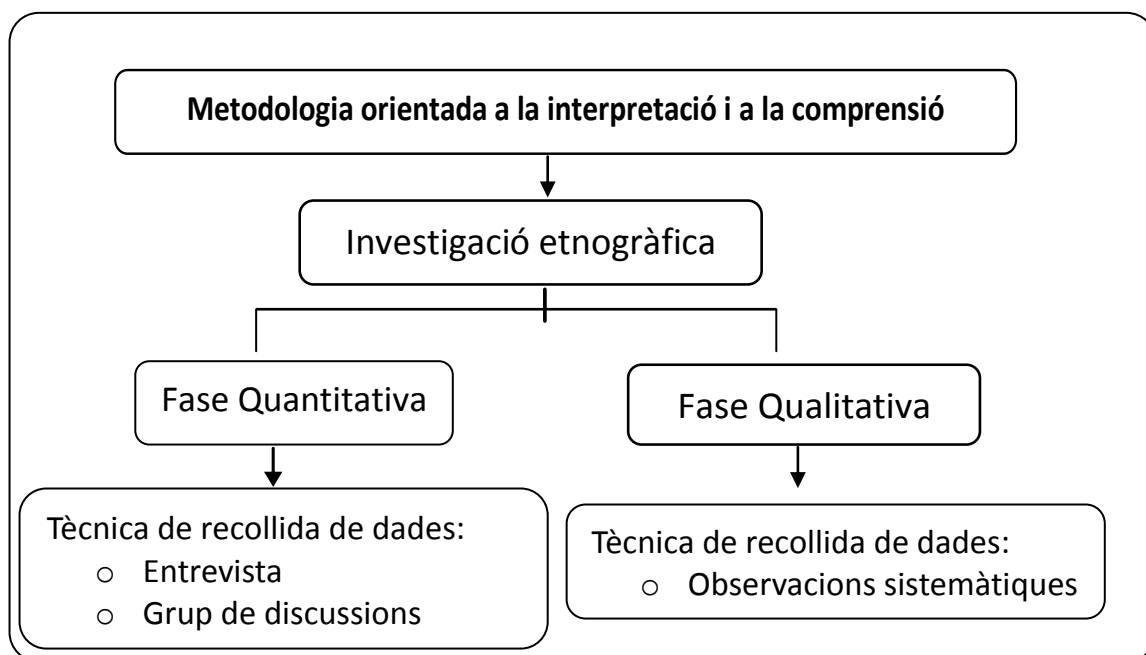 Metodologia orientada a la interpretació i a la comprensió
Investigació etnogràfica
Fase Quantitativa
Fase Qualitativa
Tècnica de recollida de dades:
o Entrevista
o Grup de discussions
Tècnica de recollida de dades:
o Observacions sistemàtiques